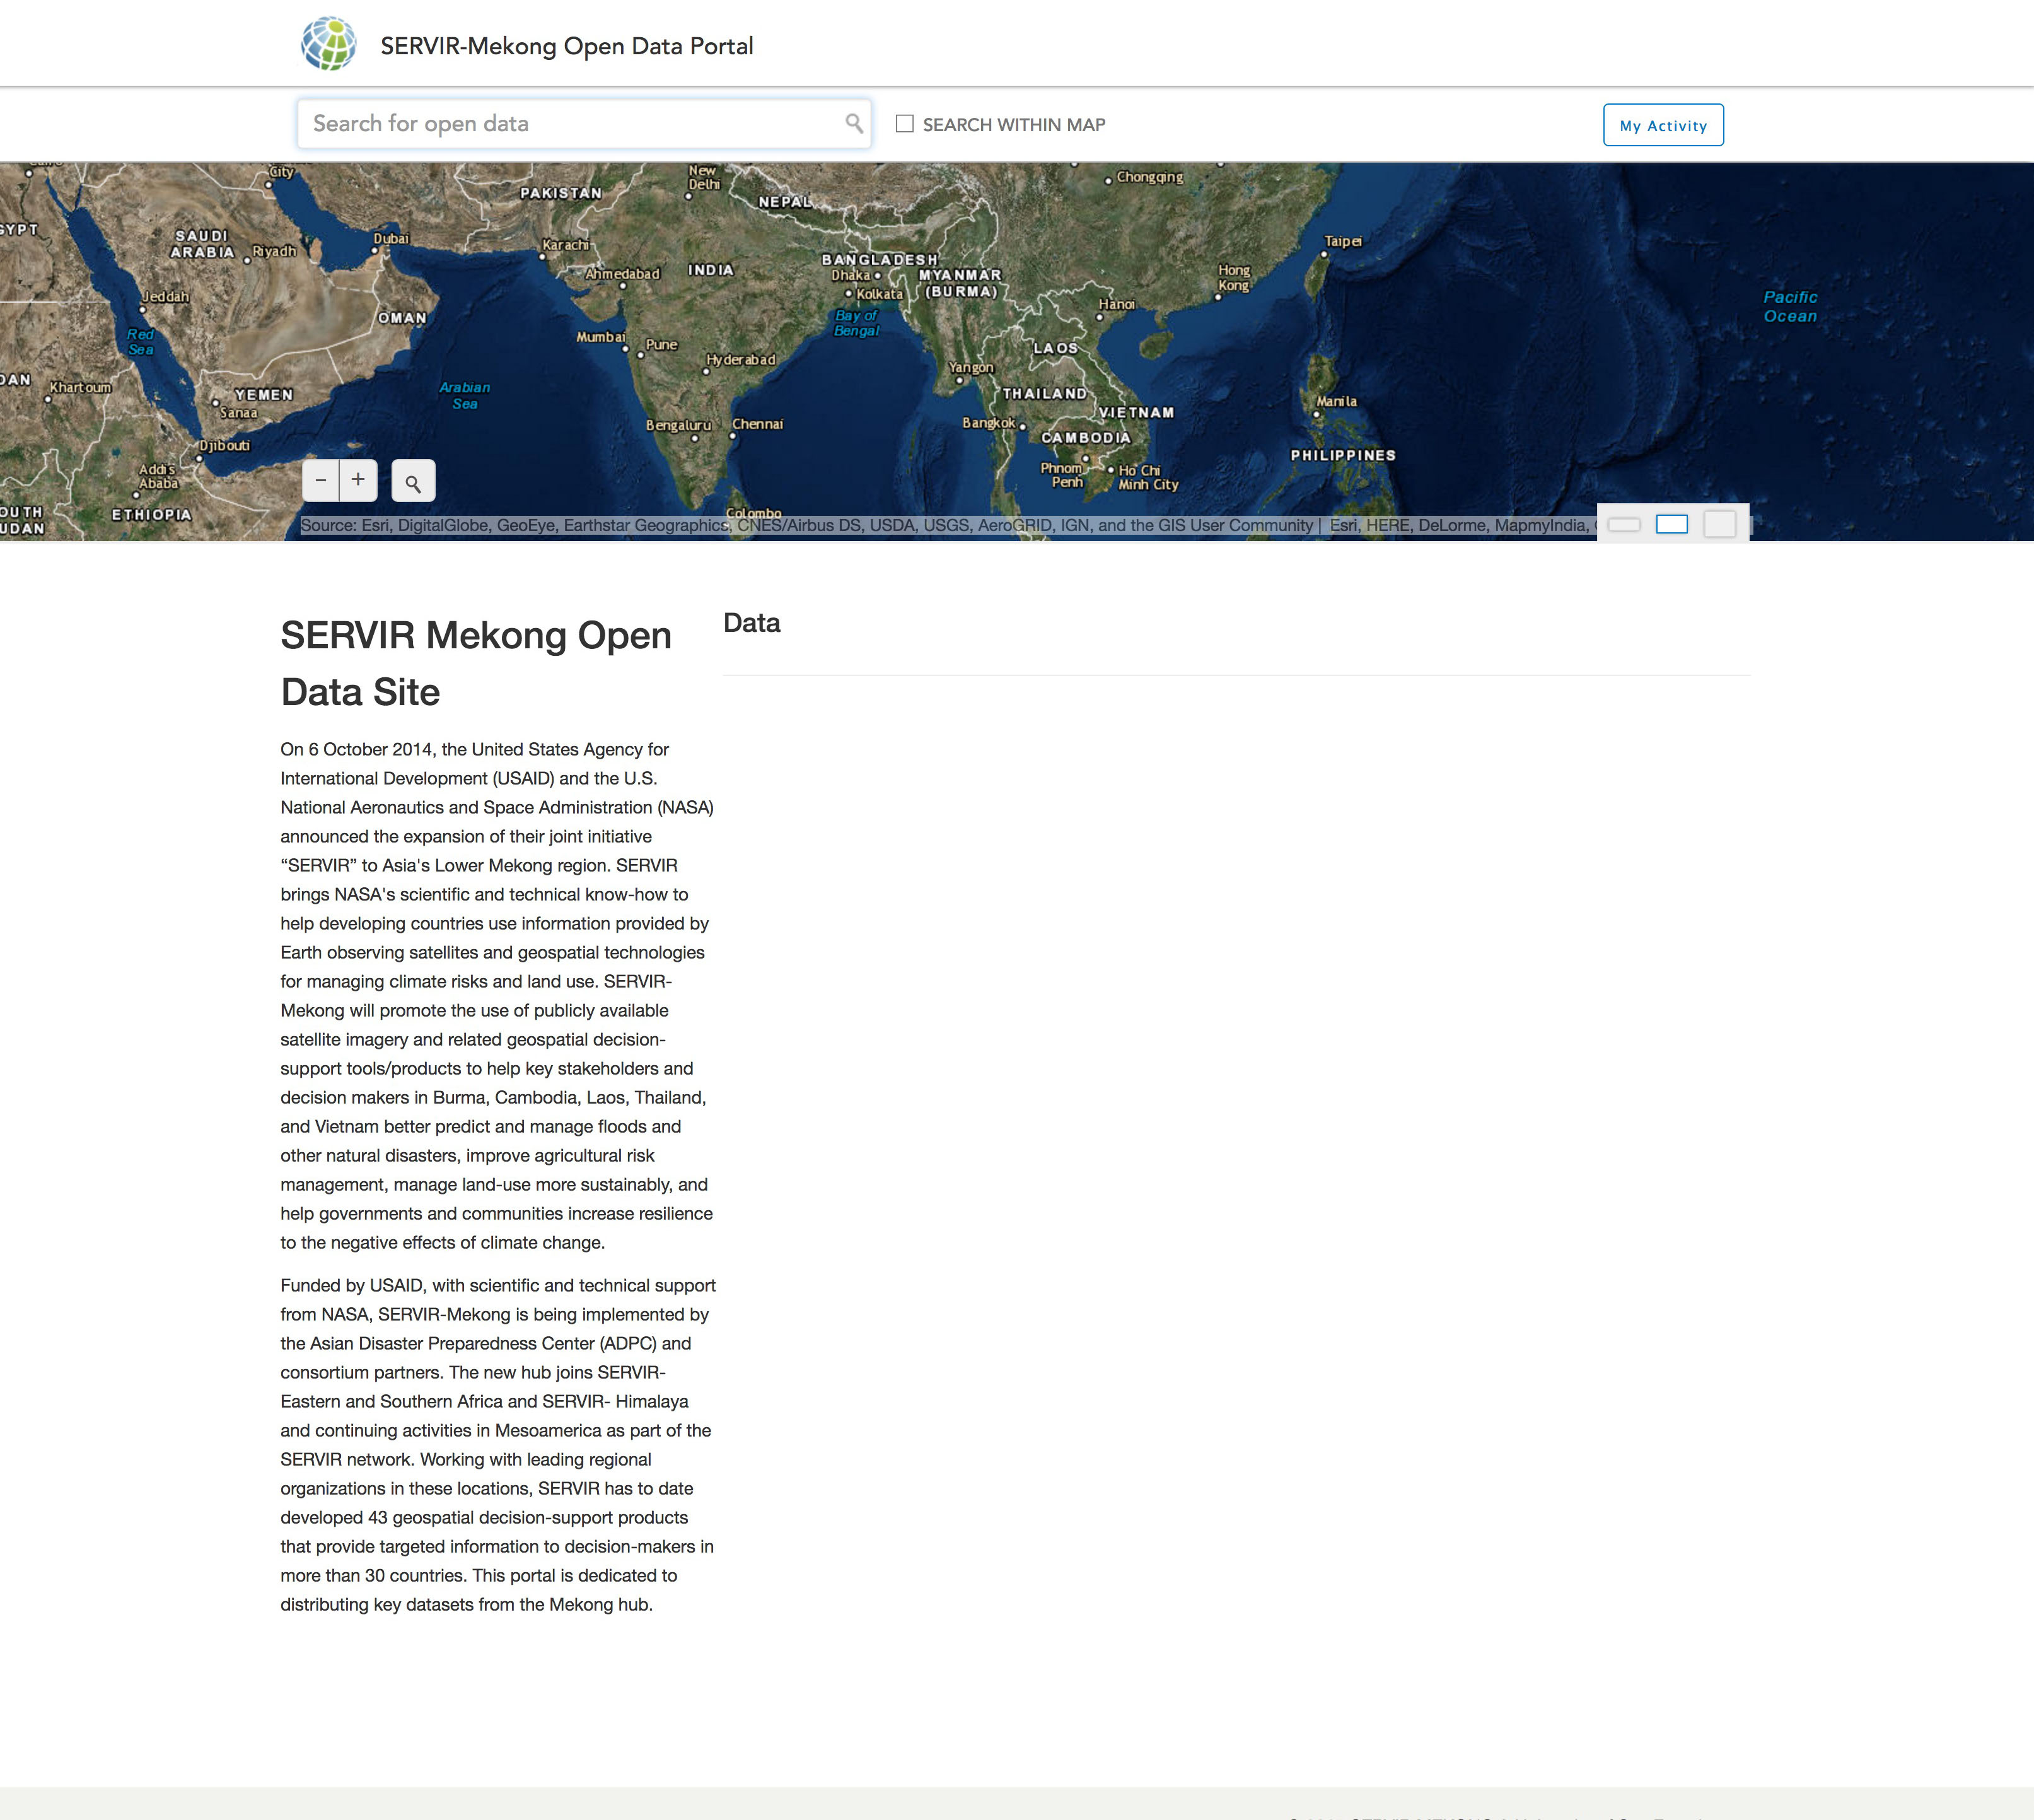 SERVIR-Mekong Open Data Portal
Search for open data
SEARCH WITHIN MAP
My Activity
City
PAKISTAN
New
Delhi
NEPAL
Chongqing
SAUDI
ARABIA
Riyadh
Dubai
Karachi
Ahmedabad
INDIA
BANGLADESH
Dhaka
Kolkata
MYANMAR
(BURMA)
Taipei
Hong
Kong
Hanoi
Jeddah
OMAN
Bay of
Bengal
Pacific
Ocean
Red
Sea
Mumbai
Pune
Hyderabad
LAOS
Yangon
Khartoum
YEMEN
Sanaa
Arabian
Sea
THAILAND
VIETNAM
Manila
Bengaluru
Chennai
Bangkok
CAMBODIA
Djibouti
Addis
Ababa
Phnom
Penh
Ho Chi
Minh City
PHILIPPINES
ETHIOPIA
Colombo
- +
Source: Esri, DigitalGlobe, GeoEye, Earthstar Geographics, CNES/Airbus DS, USDA, USGS, AeroGRID, IGN, and the GIS User Community | Esri, HERE, DeLorme, MapmyIndia,
SERVIR Mekong Open
Data Site
On 6 October 2014, the United States Agency for
International Development (USAID) and the U.S.
National Aeronautics and Space Administration (NASA)
announced the expansion of their joint initiative
“SERVIR” to Asia's Lower Mekong region. SERVIR
brings NASA's scientific and technical know-how to
help developing countries use information provided by
Earth observing satellites and geospatial technologies
for managing climate risks and land use. SERVIR-
Mekong will promote the use of publicly available
satellite imagery and related geospatial decision-
support tools/products to help key stakeholders and
decision makers in Burma, Cambodia, Laos, Thailand,
and Vietnam better predict and manage floods and
other natural disasters, improve agricultural risk
management, manage land-use more sustainably, and
help governments and communities increase resilience
to the negative effects of climate change.
Funded by USAID, with scientific and technical support
from NASA, SERVIR-Mekong is being implemented by
the Asian Disaster Preparedness Center (ADPC) and
consortium partners. The new hub joins SERVIR-
Eastern and Southern Africa and SERVIR- Himalaya
and continuing activities in Mesoamerica as part of the
SERVIR network. Working with leading regional
organizations in these locations, SERVIR has to date
developed 43 geospatial decision-support products
that provide targeted information to decision-makers in
more than 30 countries. This portal is dedicated to
distributing key datasets from the Mekong hub.
Data